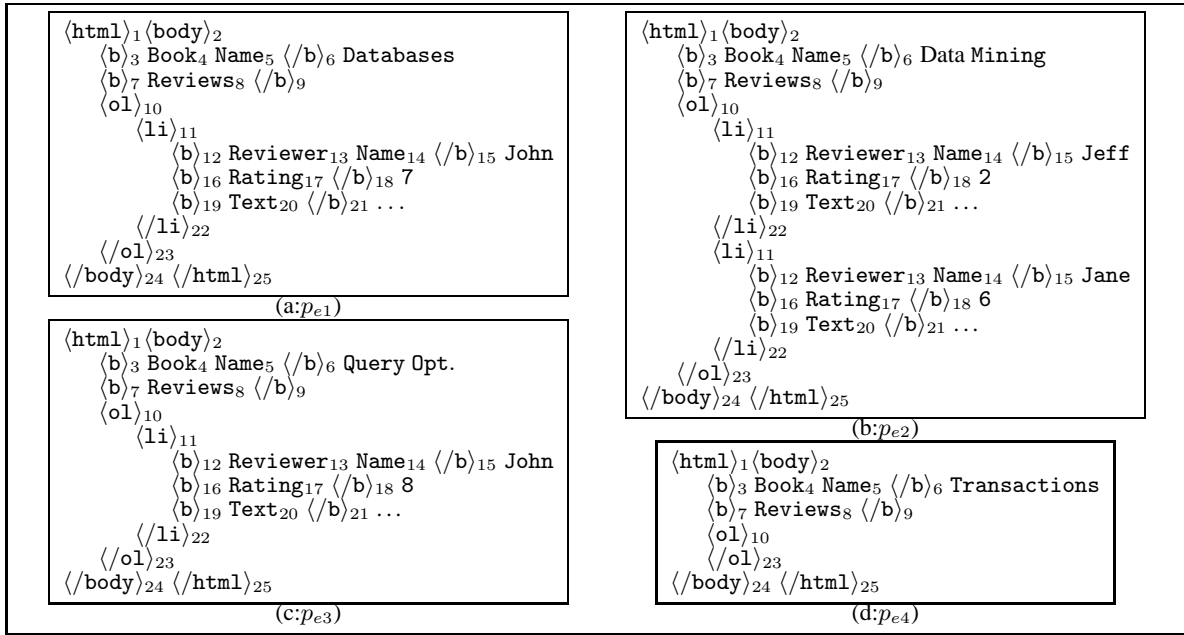 ⟨html⟩₁⟨body⟩₂
⟨b⟩₃ Book₄ Name₅ ⟨/b⟩₆ Databases
⟨b⟩₇ Reviews₈ ⟨/b⟩₉
⟨ol⟩₁₀
⟨li⟩₁₁
⟨b⟩₁₂ Reviewer₁₃ Name₁₄ ⟨/b⟩₁₅ John
⟨b⟩₁₆ Rating₁₇ ⟨/b⟩₁₈ 7
⟨b⟩₁₉ Text₂₀ ⟨/b⟩₂₁ ...
⟨/li⟩₂₂
⟨/ol⟩₂₃
⟨/body⟩₂₄ ⟨/html⟩₂₅
(a:pₑ₁)
⟨html⟩₁⟨body⟩₂
⟨b⟩₃ Book₄ Name₅ ⟨/b⟩₆ Data Mining
⟨b⟩₇ Reviews₈ ⟨/b⟩₉
⟨ol⟩₁₀
⟨li⟩₁₁
⟨b⟩₁₂ Reviewer₁₃ Name₁₄ ⟨/b⟩₁₅ Jeff
⟨b⟩₁₆ Rating₁₇ ⟨/b⟩₁₈ 2
⟨b⟩₁₉ Text₂₀ ⟨/b⟩₂₁ ...
⟨/li⟩₂₂
⟨li⟩₁₁
⟨b⟩₁₂ Reviewer₁₃ Name₁₄ ⟨/b⟩₁₅ Jane
⟨b⟩₁₆ Rating₁₇ ⟨/b⟩₁₈ 6
⟨b⟩₁₉ Text₂₀ ⟨/b⟩₂₁ ...
⟨/li⟩₂₂
⟨/ol⟩₂₃
⟨/body⟩₂₄ ⟨/html⟩₂₅
(b:pₑ₂)
⟨html⟩₁⟨body⟩₂
⟨b⟩₃ Book₄ Name₅ ⟨/b⟩₆ Query Opt.
⟨b⟩₇ Reviews₈ ⟨/b⟩₉
⟨ol⟩₁₀
⟨li⟩₁₁
⟨b⟩₁₂ Reviewer₁₃ Name₁₄ ⟨/b⟩₁₅ John
⟨b⟩₁₆ Rating₁₇ ⟨/b⟩₁₈ 8
⟨b⟩₁₉ Text₂₀ ⟨/b⟩₂₁ ...
⟨/li⟩₂₂
⟨/ol⟩₂₃
⟨/body⟩₂₄ ⟨/html⟩₂₅
(c:pₑ₃)
⟨html⟩₁⟨body⟩₂
⟨b⟩₃ Book₄ Name₅ ⟨/b⟩₆ Transactions
⟨b⟩₇ Reviews₈ ⟨/b⟩₉
⟨ol⟩₁₀
⟨/ol⟩₂₃
⟨/body⟩₂₄ ⟨/html⟩₂₅
(d:pₑ₄)